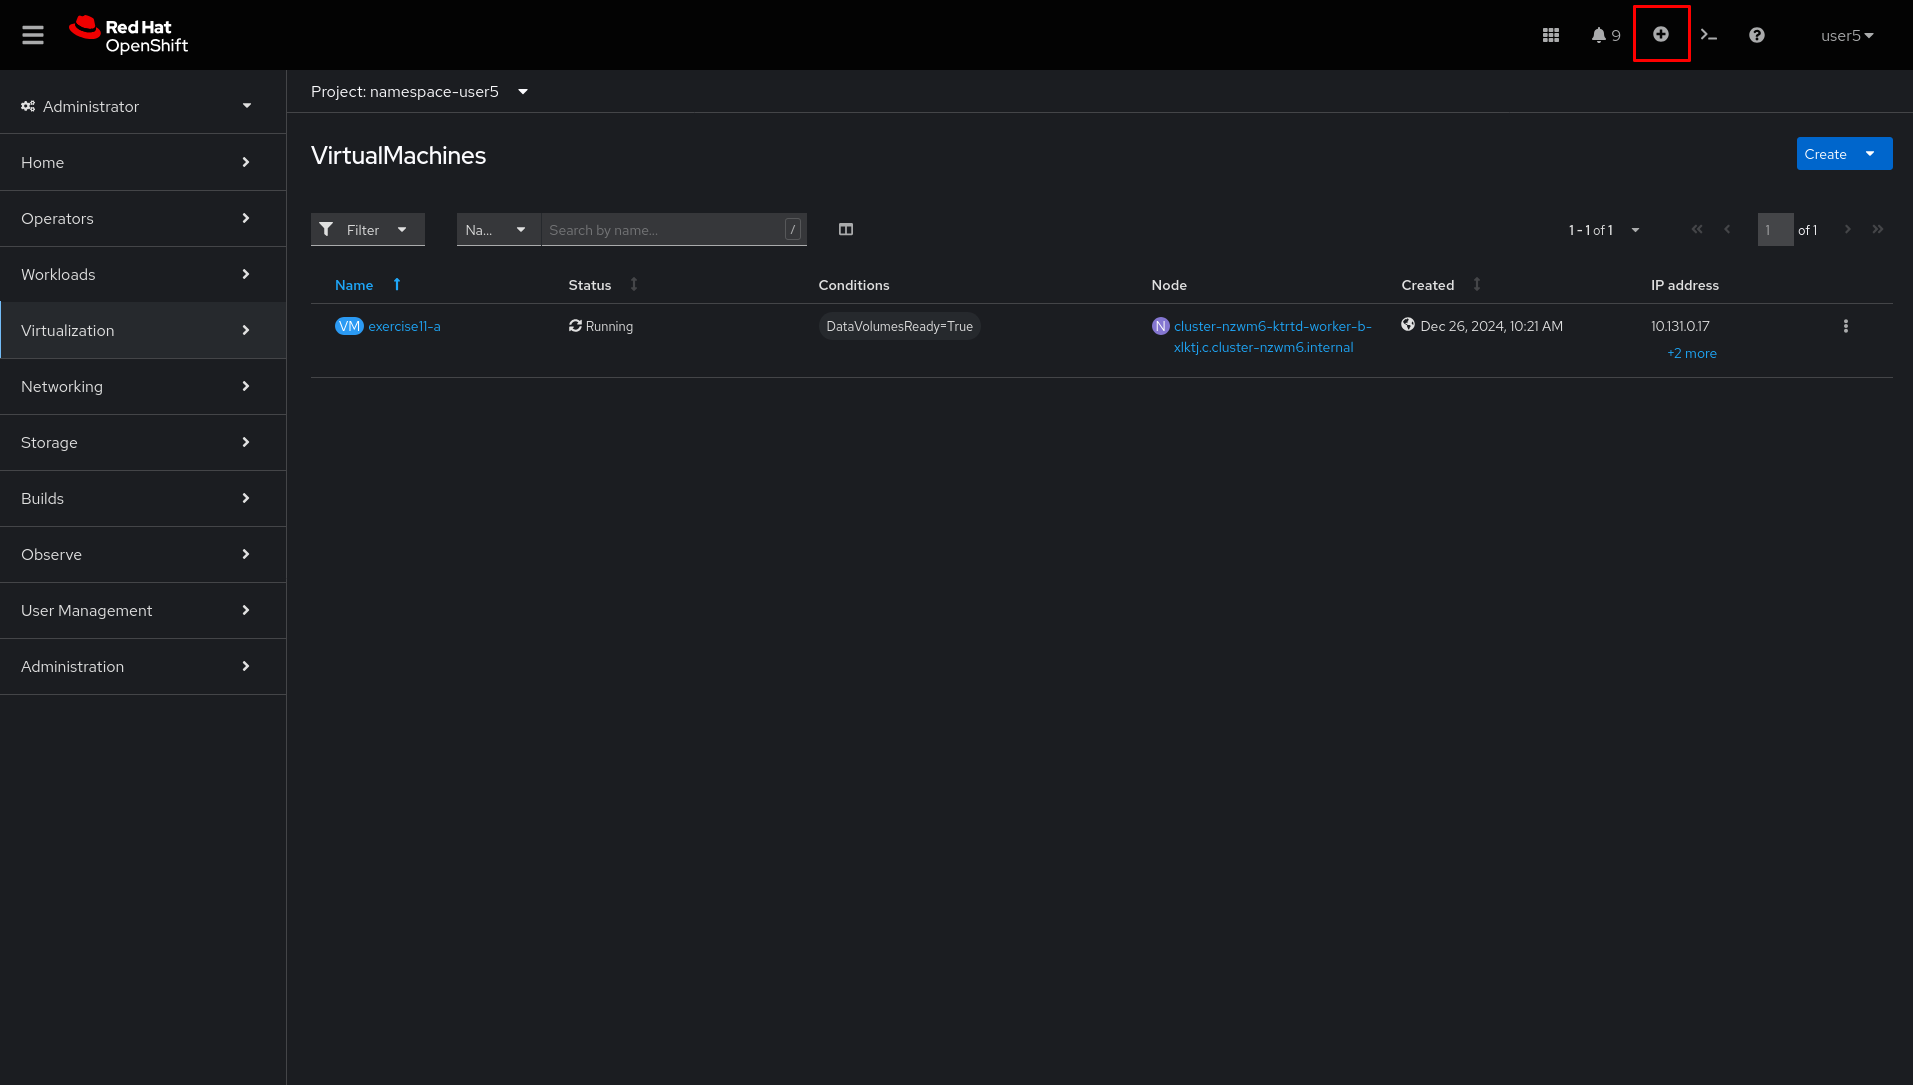 Red Hat
OpenShift
9
user5
Administrator
Home
Operators
Workloads
Virtualization
Networking
Storage
Builds
Observe
User Management
Administration
Project: namespace-user5
VirtualMachines
Create
Filter
Na...
Search by name...
/
1 - 1 of 1
1
of 1
Name
Status
Conditions
Node
Created
IP address
VM exercise11-a
Running
DataVolumesReady=True
N cluster-nzwm6-ktrtd-worker-b-
xlktj.c.cluster-nzwm6.internal
Dec 26, 2024, 10:21 AM
10.131.0.17
+2 more